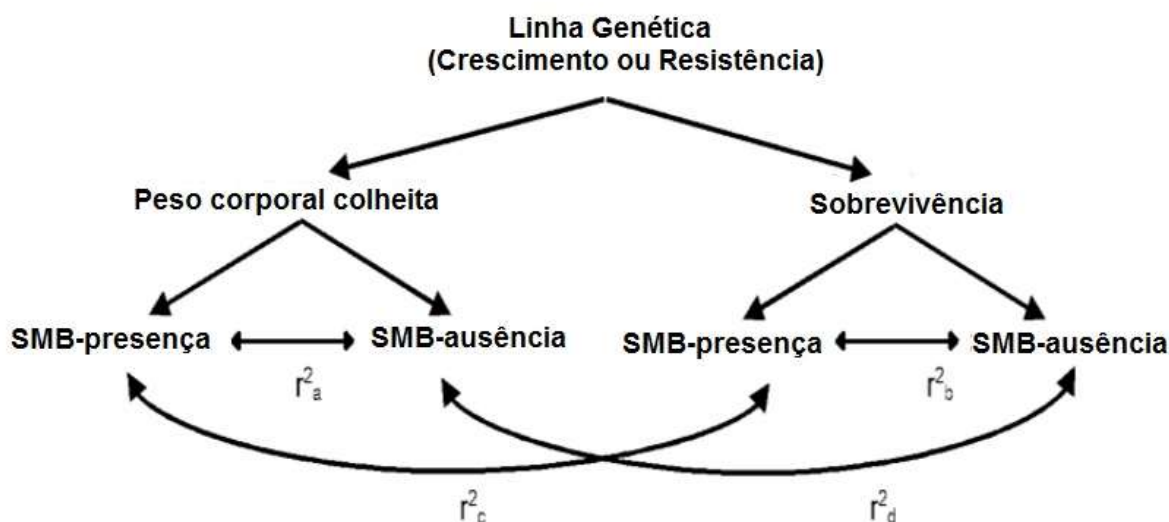 Linha Genética
(Crescimento ou Resistência)
Peso corporal colheita
Sobrevivência
SMB-presença
SMB-ausência
SMB-presença
SMB-ausência
r²a
r²b
r²c
r²d